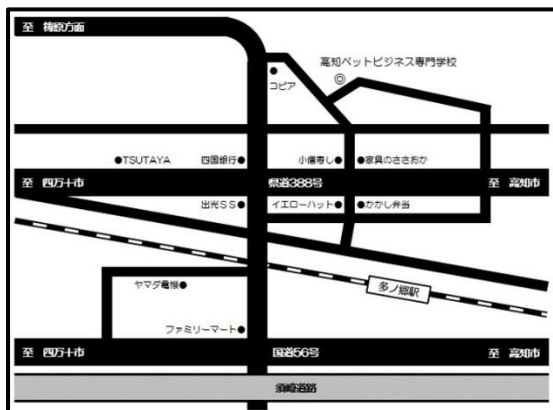 至 梼原方面
高知ペットビジネス専門学校
コピア
●TSUTAYA 四国銀行● 小僧寿し● ●家具のささおか
至 四万十市 県道388号 至 高知市
出光SS● イエローハット● ●かかし弁当
多ノ郷駅
ヤマダ電機●
ファミリーマート●
至 四万十市 国道56号 至 高知市
須崎道路